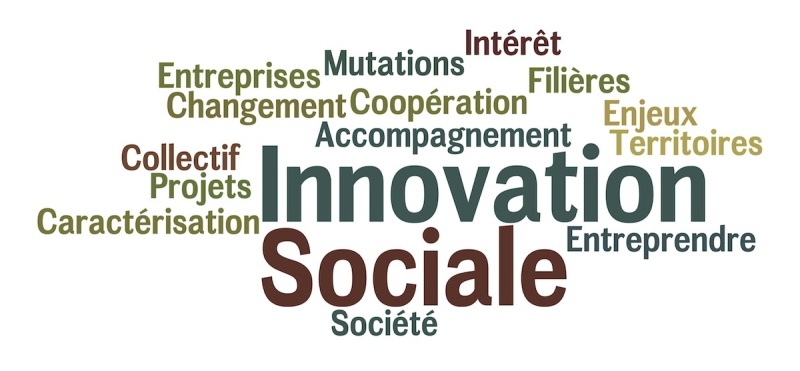 Intérêt
Mutations
Entreprises
Filières
Changement
Coopération
Enjeux
Accompagnement
Territoires
Collectif
Projets
Innovation
Caractérisation
Entreprendre
Sociale
Société